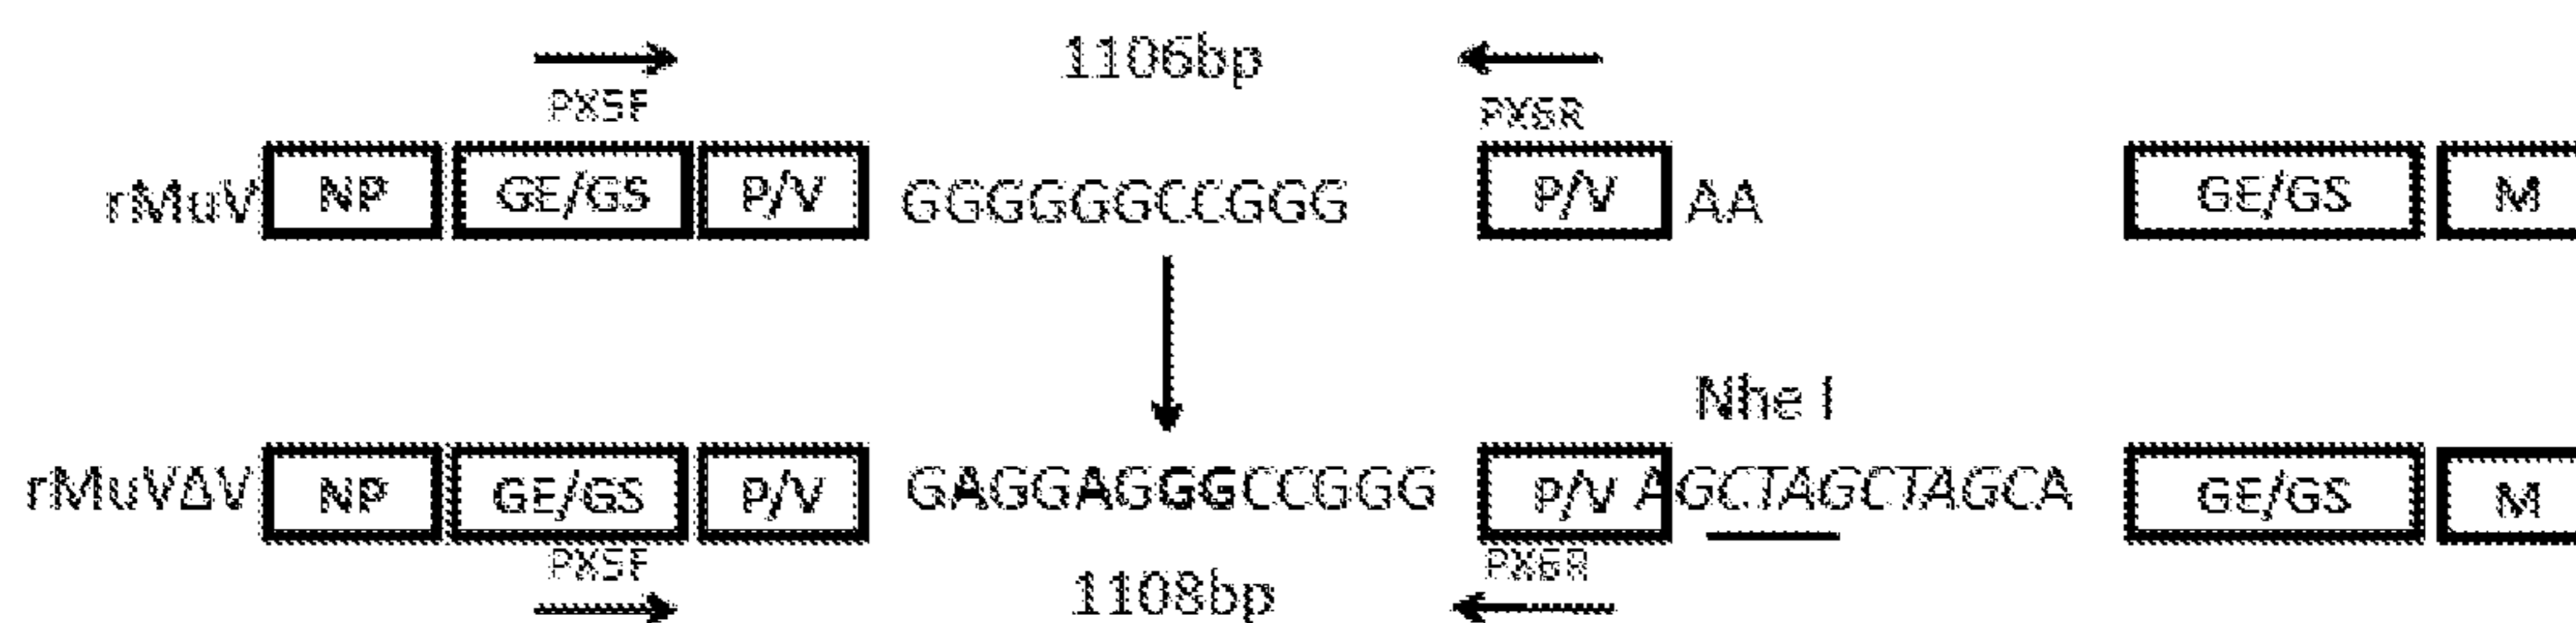 1106bp
PX5F PX6R
rMuV NP GE/GS P/V GGGGGGCCGGG P/V AA GE/GS M
Nhe I
rMuVΔV NP GE/GS P/V GAGGAGGGCCGGG P/V AGCTAGCTAGCA GE/GS M
PX5F PX6R
1108bp